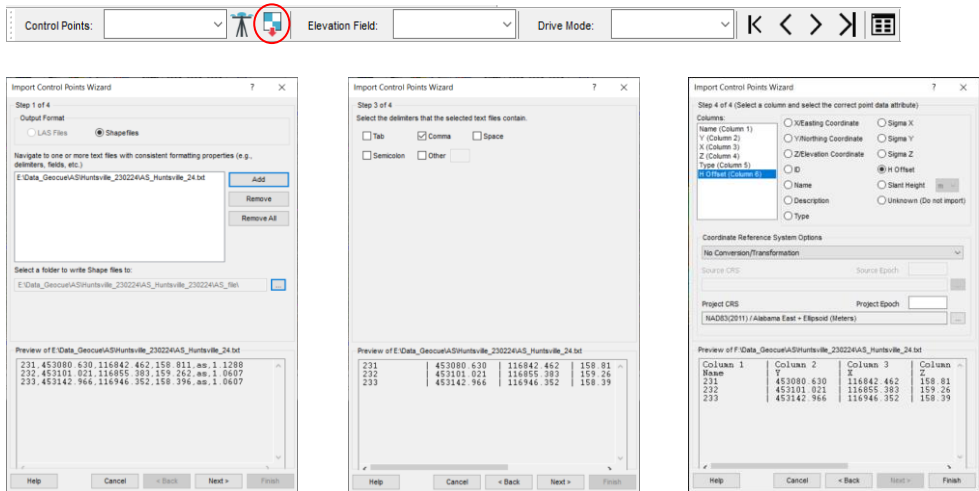 Control Points: Elevation Field: Drive Mode:
Import Control Points Wizard ? ×
Step 1 of 4
Output Format
LAS Files Shapefiles
Navigate to one or more text files with consistent formatting properties (e.g.,
delimiters, fields, etc.)
E:\Data_Geocue\AS\Huntsville_230224\AS_Huntsville_24.txt
Add
Remove
Remove All
Select a folder to write Shape files to:
E:\Data_Geocue\AS\Huntsville_230224\AS_Huntsville_230224\AS_file\ ...
Preview of E:\Data_Geocue\AS\Huntsville_230224\AS_Huntsville_24.txt
231,453080.630,116842.462,158.811,as,1.1288
232,453101.021,116855.383,159.262,as,1.0607
233,453142.966,116946.352,158.396,as,1.0607
Help Cancel < Back Next > Finish
Import Control Points Wizard ? ×
Step 3 of 4
Select the delimiters that the selected text files contain.
Tab Comma Space
Semicolon Other
Preview of E:\Data_Geocue\AS\Huntsville_230224\AS_Huntsville_24.txt
231 | 453080.630 | 116842.462 | 158.81
232 | 453101.021 | 116855.383 | 159.26
233 | 453142.966 | 116946.352 | 158.39
Help Cancel < Back Next > Finish
Import Control Points Wizard ? ×
Step 4 of 4 (Select a column and select the correct point data attribute)
Columns:
Name (Column 1)
Y (Column 2)
X (Column 3)
Z (Column 4)
Type (Column 5)
H Offset (Column 6)
X/Easting Coordinate Sigma X
Y/Northing Coordinate Sigma Y
Z/Elevation Coordinate Sigma Z
ID H Offset
Name Slant Height m
Description Unknown (Do not import)
Type
Coordinate Reference System Options
No Conversion/Transformation
Source CRS Source Epoch
...
Project CRS Project Epoch
NAD83(2011) / Alabama East + Ellipsoid (Meters) ...
Preview of F:\Data_Geocue\AS\Huntsville_230224\AS_Huntsville_24.txt
Column 1 | Column 2 | Column 3 | Column
Name | Y | X | Z
231 | 453080.630 | 116842.462 | 158.81
232 | 453101.021 | 116855.383 | 159.26
233 | 453142.966 | 116946.352 | 158.39
Help Cancel < Back Next > Finish